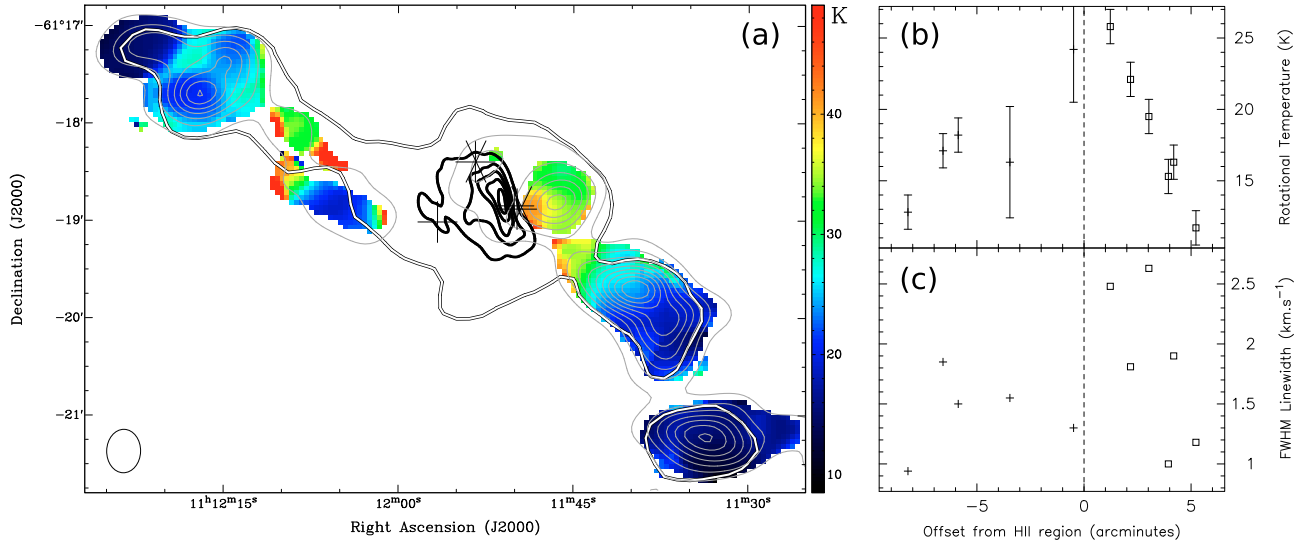 (a)
K
-61°17'
-18'
-19'
-20'
-21'
Declination (J2000)
11ʰ12ᵐ15ˢ
12ᵐ00ˢ
11ᵐ45ˢ
11ᵐ30ˢ
Right Ascension (J2000)
40
30
20
10
(b)
25
20
15
Rotational Temperature (K)
(c)
2.5
2
1.5
1
FWHM Linewidth (km.s⁻¹)
-5
0
5
Offset from HII region (arcminutes)